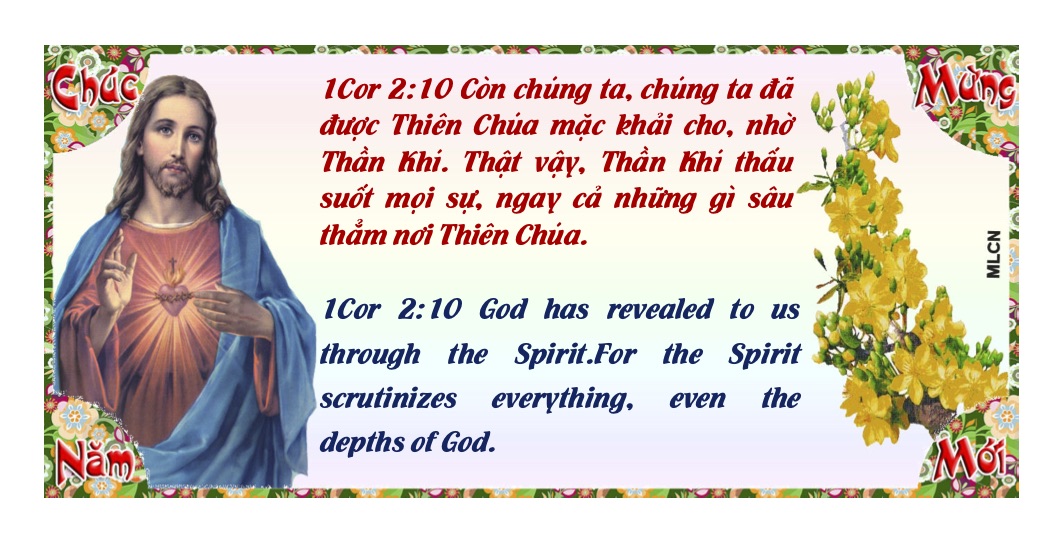 Chúc
Mừng
1Cor 2:10 Còn chúng ta, chúng ta đã
được Thiên Chúa mặc khải cho, nhờ
Thần Khí. Thật vậy, Thần Khí thấu
suốt mọi sự, ngay cả những gì sâu
thẳm nơi Thiên Chúa.
MLCN
1Cor 2:10 God has revealed to us
through the Spirit.For the Spirit
scrutinizes everything, even the
depths of God.
Năm
Mới